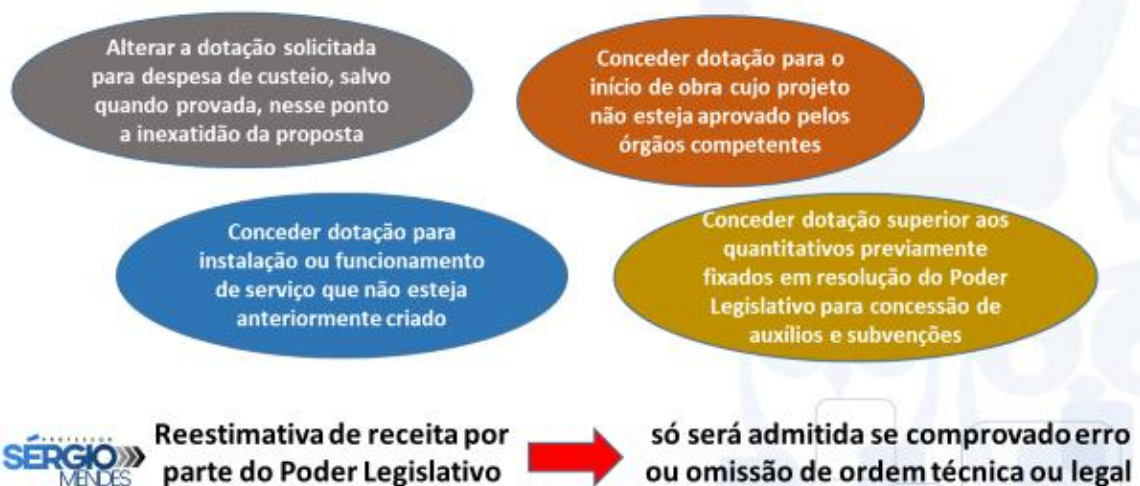 Alterar a dotação solicitada
para despesa de custeio, salvo
quando provada, nesse ponto
a inexatidão da proposta
Conceder dotação para o
início de obra cujo projeto
não esteja aprovado pelos
órgãos competentes
Conceder dotação para
instalação ou funcionamento
de serviço que não esteja
anteriormente criado
Conceder dotação superior aos
quantitativos previamente
fixados em resolução do Poder
Legislativo para concessão de
auxílios e subvenções
PROFESSOR
SÉRGIO
MENDES
Reestimativa de receita por
parte do Poder Legislativo
só será admitida se comprovado erro
ou omissão de ordem técnica ou legal